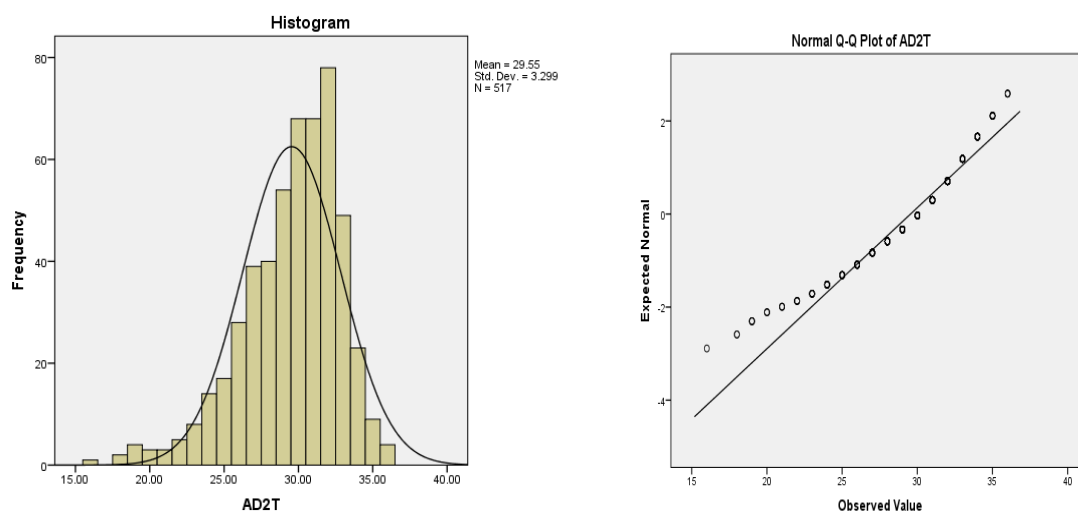 Histogram
Mean = 29.55
Std. Dev. = 3.299
N = 517
80
60
40
20
0
Frequency
15.00 20.00 25.00 30.00 35.00 40.00
AD2T
Normal Q-Q Plot of AD2T
2
0
-2
-4
Expected Normal
15 20 25 30 35 40
Observed Value